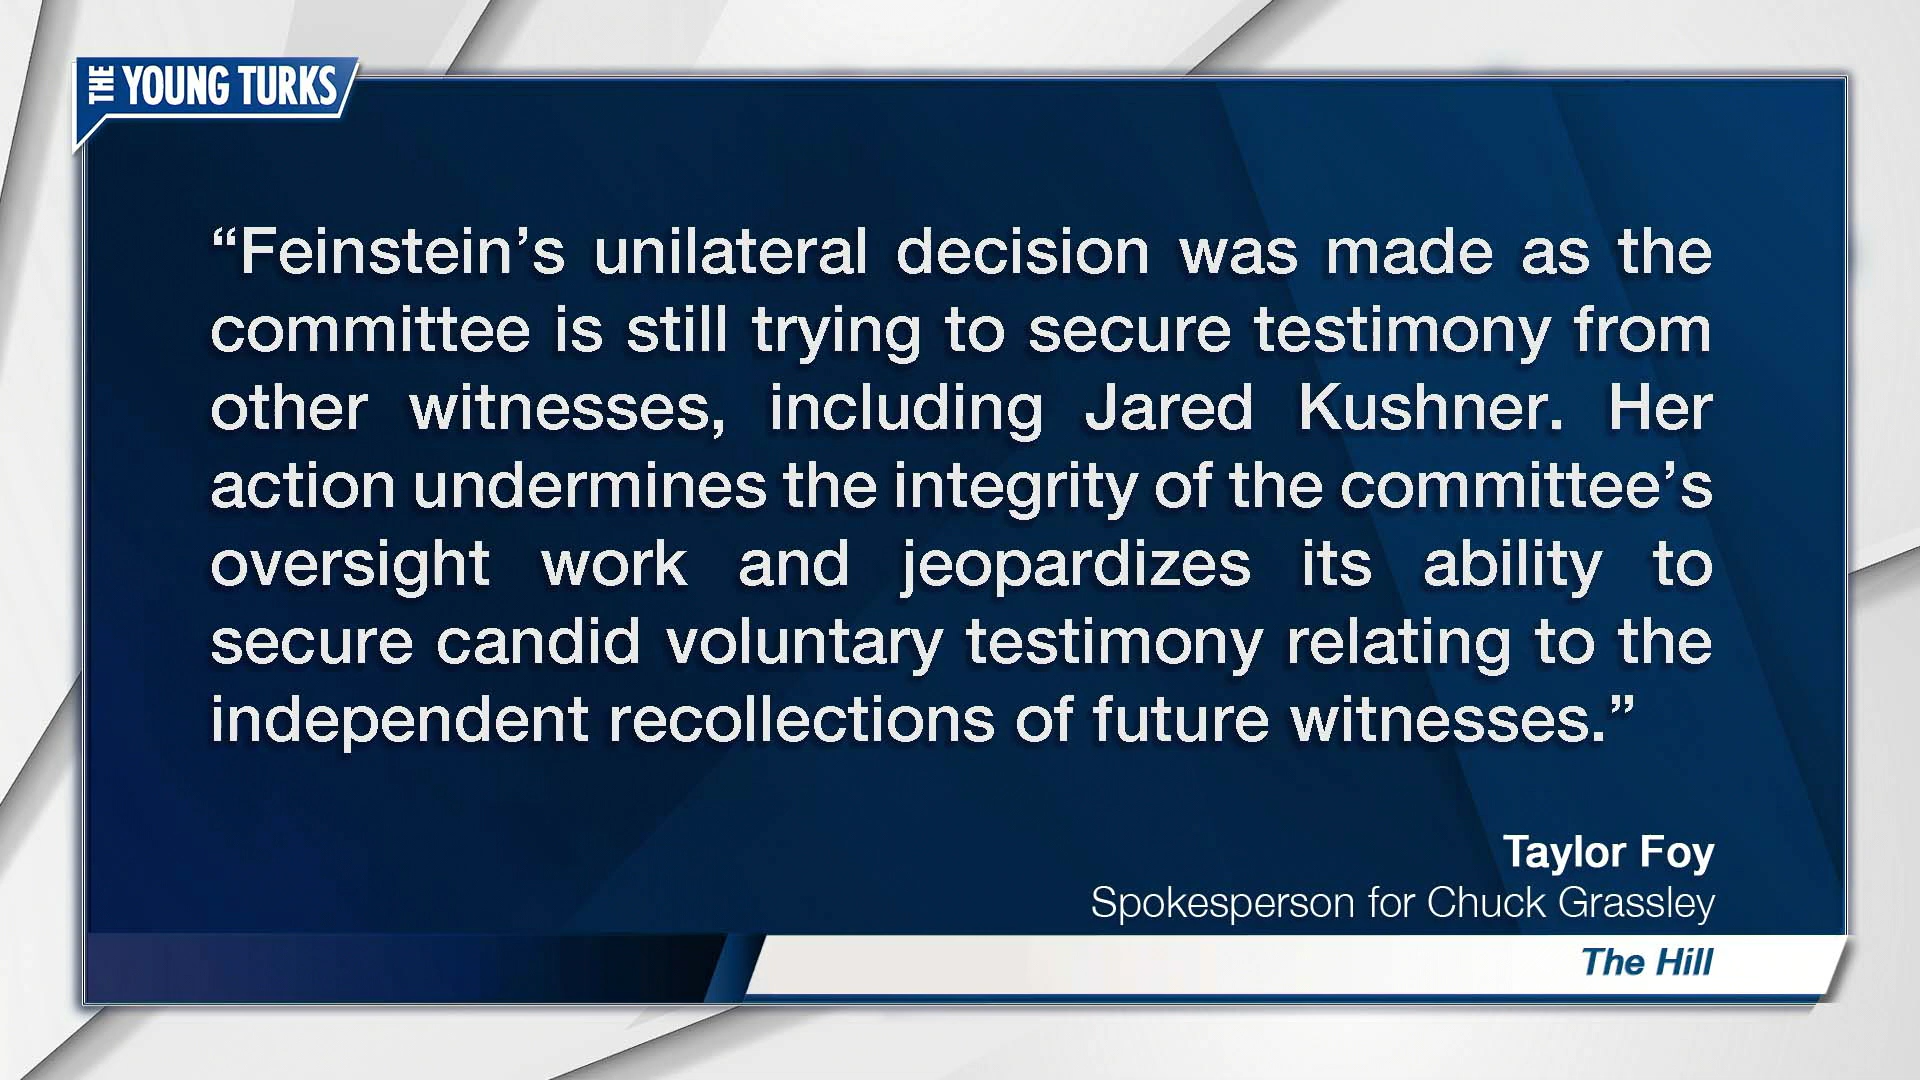 THE YOUNG TURKS
“Feinstein’s unilateral decision was made as the
committee is still trying to secure testimony from
other witnesses, including Jared Kushner. Her
action undermines the integrity of the committee’s
oversight work and jeopardizes its ability to
secure candid voluntary testimony relating to the
independent recollections of future witnesses.”
Taylor Foy
Spokesperson for Chuck Grassley
The Hill